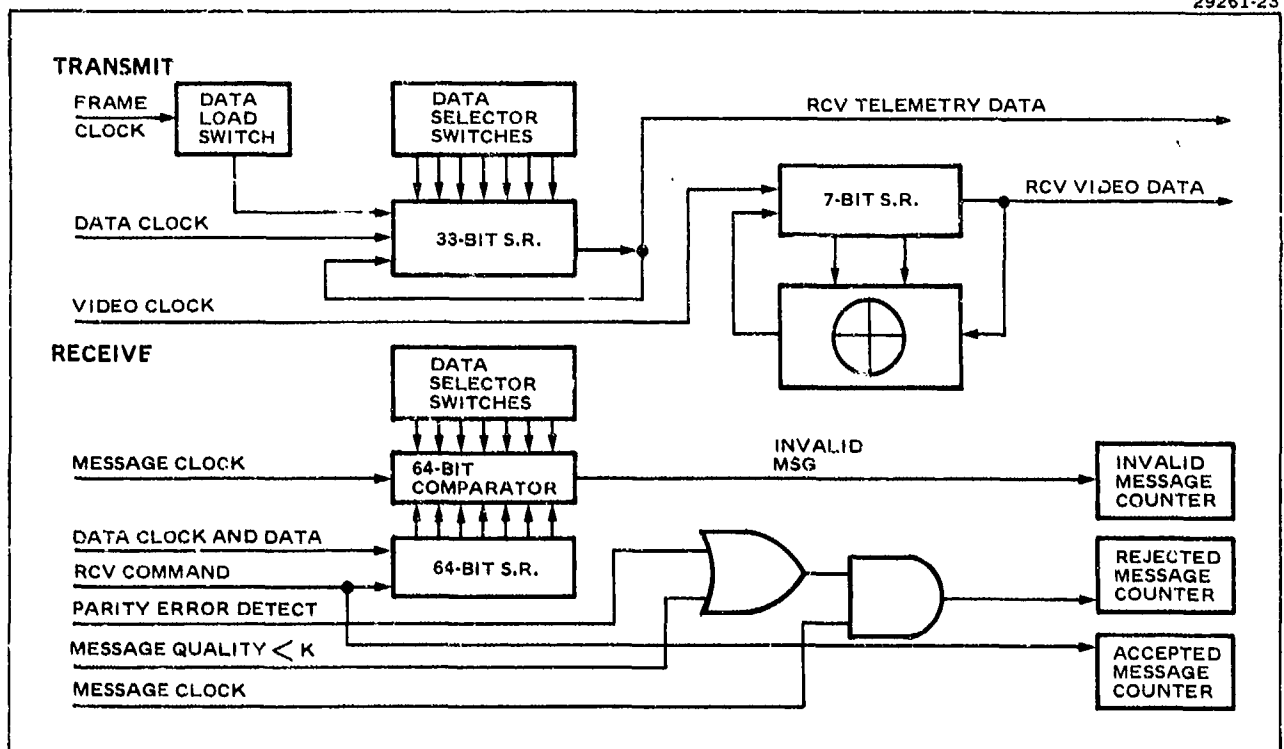 29261-23
TRANSMIT
FRAME
CLOCK
DATA
LOAD
SWITCH
DATA
SELECTOR
SWITCHES
RCV TELEMETRY DATA
7-BIT S.R.
RCV VIDEO DATA
DATA CLOCK
33-BIT S.R.
VIDEO CLOCK
RECEIVE
DATA
SELECTOR
SWITCHES
MESSAGE CLOCK
64-BIT
COMPARATOR
INVALID
MSG
INVALID
MESSAGE
COUNTER
DATA CLOCK AND DATA
RCV COMMAND
64-BIT S.R.
PARITY ERROR DETECT
REJECTED
MESSAGE
COUNTER
MESSAGE QUALITY < K
MESSAGE CLOCK
ACCEPTED
MESSAGE
COUNTER